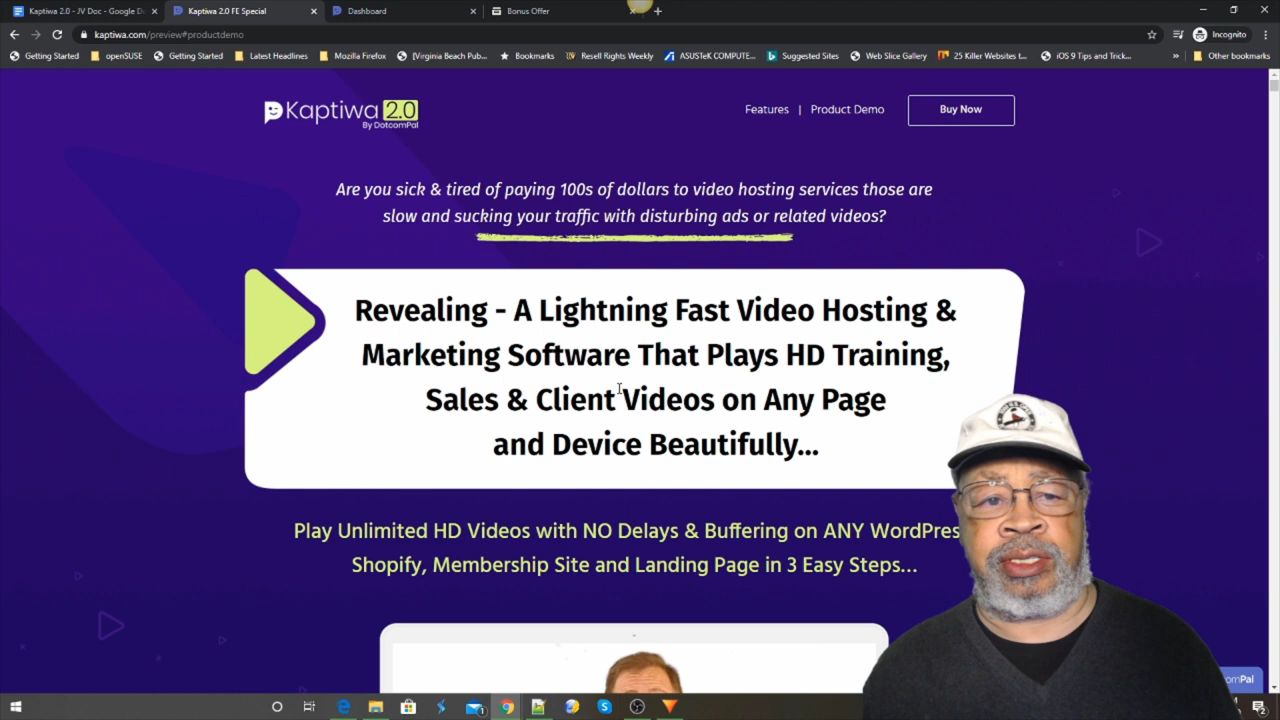 Kaptiwa 2.0 - JV Doc - Google D
Kaptiwa 2.0 FE Special
Dashboard
Bonus Offer
kaptiwa.com/preview#productdemo
Incognito
Getting Started
openSUSE
Getting Started
Latest Headlines
Mozilla Firefox
[Virginia Beach Pub...
Bookmarks
Resell Rights Weekly
ASUSTeK COMPUTE...
Suggested Sites
Web Slice Gallery
25 Killer Websites t...
iOS 9 Tips and Trick...
Other bookmarks
Kaptiwa 2.0
By DotcomPal
Features | Product Demo
Buy Now
Are you sick & tired of paying 100s of dollars to video hosting services those are
slow and sucking your traffic with disturbing ads or related videos?
Revealing - A Lightning Fast Video Hosting &
Marketing Software That Plays HD Training,
Sales & Client Videos on Any Page
and Device Beautifully...
Play Unlimited HD Videos with NO Delays & Buffering on ANY WordPres
Shopify, Membership Site and Landing Page in 3 Easy Steps...
omPal